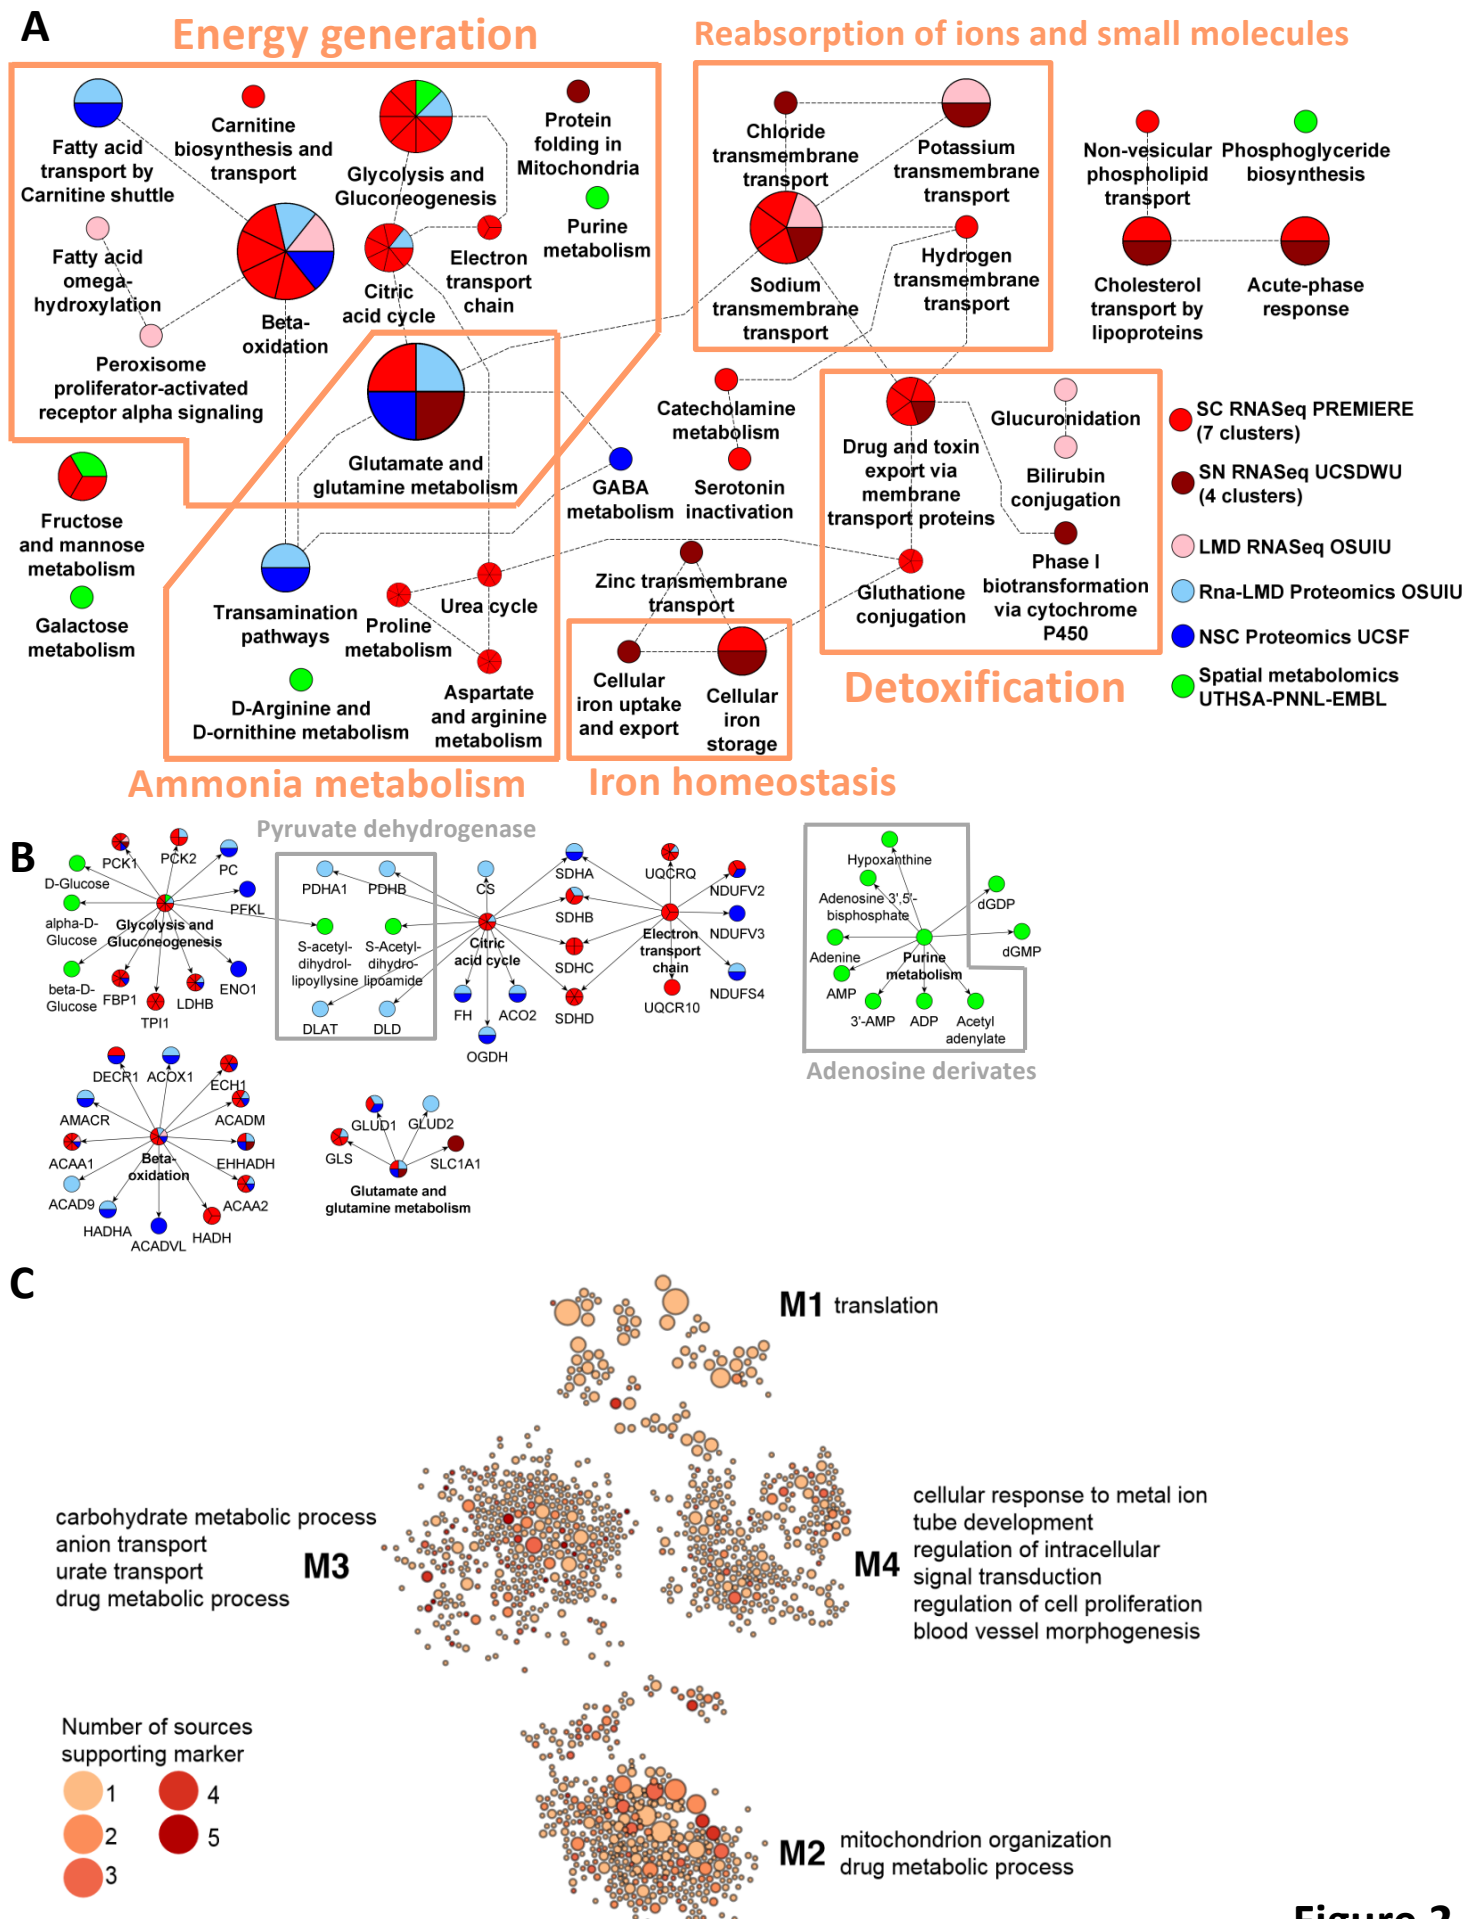 A
Energy generation
Reabsorption of ions and small molecules
Fatty acid
transport by
Carnitine shuttle
Carnitine
biosynthesis and
transport
Glycolysis and
Gluconeogenesis
Protein
folding in
Mitochondria
Purine
metabolism
Fatty acid
omega-
hydroxylation
Beta-
oxidation
Citric
acid cycle
Electron
transport
chain
Peroxisome
proliferator-activated
receptor alpha signaling
Glutamate and
glutamine metabolism
Chloride
transmembrane
transport
Potassium
transmembrane
transport
Sodium
transmembrane
transport
Hydrogen
transmembrane
transport
Non-vesicular
phospholipid
transport
Phosphoglyceride
biosynthesis
Cholesterol
transport by
lipoproteins
Acute-phase
response
Catecholamine
metabolism
Serotonin
inactivation
GABA
metabolism
Drug and toxin
export via
membrane
transport proteins
Glucuronidation
Bilirubin
conjugation
Phase I
biotransformation
via cytochrome
P450
Gluthatione
conjugation
Detoxification
SC RNASeq PREMIERE
(7 clusters)
SN RNASeq UCSDWU
(4 clusters)
LMD RNASeq OSUIU
Rna-LMD Proteomics OSUIU
NSC Proteomics UCSF
Spatial metabolomics
UTHSA-PNNL-EMBL
Fructose
and mannose
metabolism
Galactose
metabolism
Transamination
pathways
Proline
metabolism
Urea cycle
D-Arginine and
D-ornithine metabolism
Aspartate
and arginine
metabolism
Zinc transmembrane
transport
Cellular
iron uptake
and export
Cellular
iron
storage
Ammonia metabolism
Iron homeostasis
B
Pyruvate dehydrogenase
PCK1
PCK2
PC
D-Glucose
PFKL
alpha-D-
Glucose
Glycolysis and
Gluconeogenesis
beta-D-
Glucose
FBP1
TPI1
LDHB
ENO1
PDHA1
PDHB
S-acetyl-
dihydrol-
lipoyllysine
S-Acetyl-
dihydro-
lipoamide
DLAT
DLD
CS
Citric
acid cycle
FH
ACO2
OGDH
SDHA
SDHB
SDHC
SDHD
UQCRQ
NDUFV2
NDUFV3
Electron
transport
chain
NDUFS4
UQCR10
Hypoxanthine
Adenosine 3',5'-
bisphosphate
dGDP
Adenine
Purine
metabolism
dGMP
AMP
3'-AMP
ADP
Acetyl
adenylate
Adenosine derivates
DECR1
ACOX1
ECH1
AMACR
ACADM
ACAA1
Beta-
oxidation
EHHADH
ACAD9
ACAA2
HADHA
ACADVL
HADH
GLUD1
GLUD2
GLS
SLC1A1
Glutamate and
glutamine metabolism
C
M1 translation
carbohydrate metabolic process
anion transport
urate transport
drug metabolic process
M3
M4
cellular response to metal ion
tube development
regulation of intracellular
signal transduction
regulation of cell proliferation
blood vessel morphogenesis
Number of sources
supporting marker
1
2
3
4
5
M2
mitochondrion organization
drug metabolic process